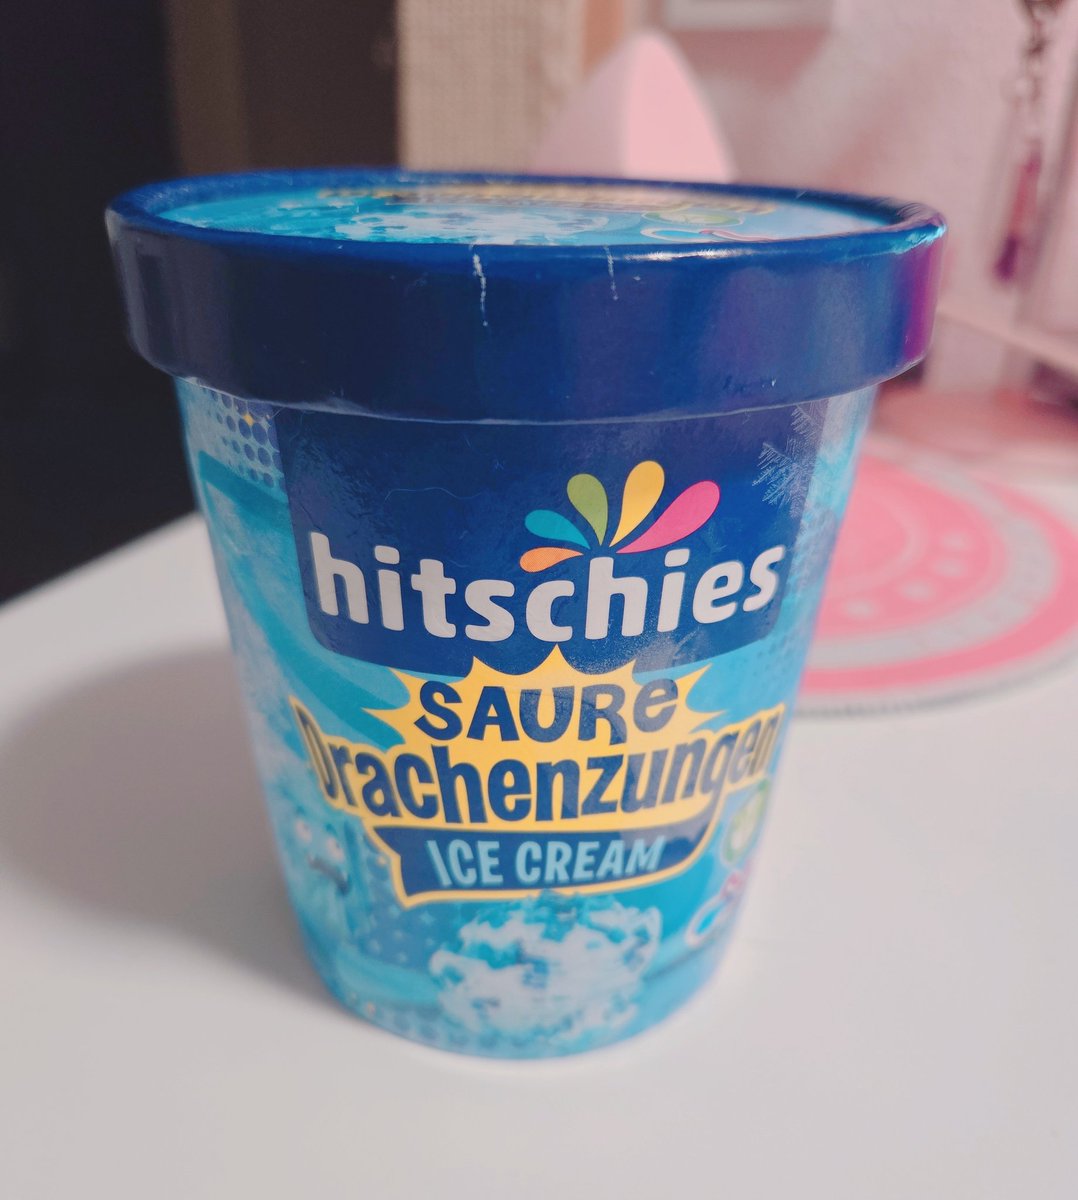 hitschies
SAURe
Drachenzungen
ICE CREAM